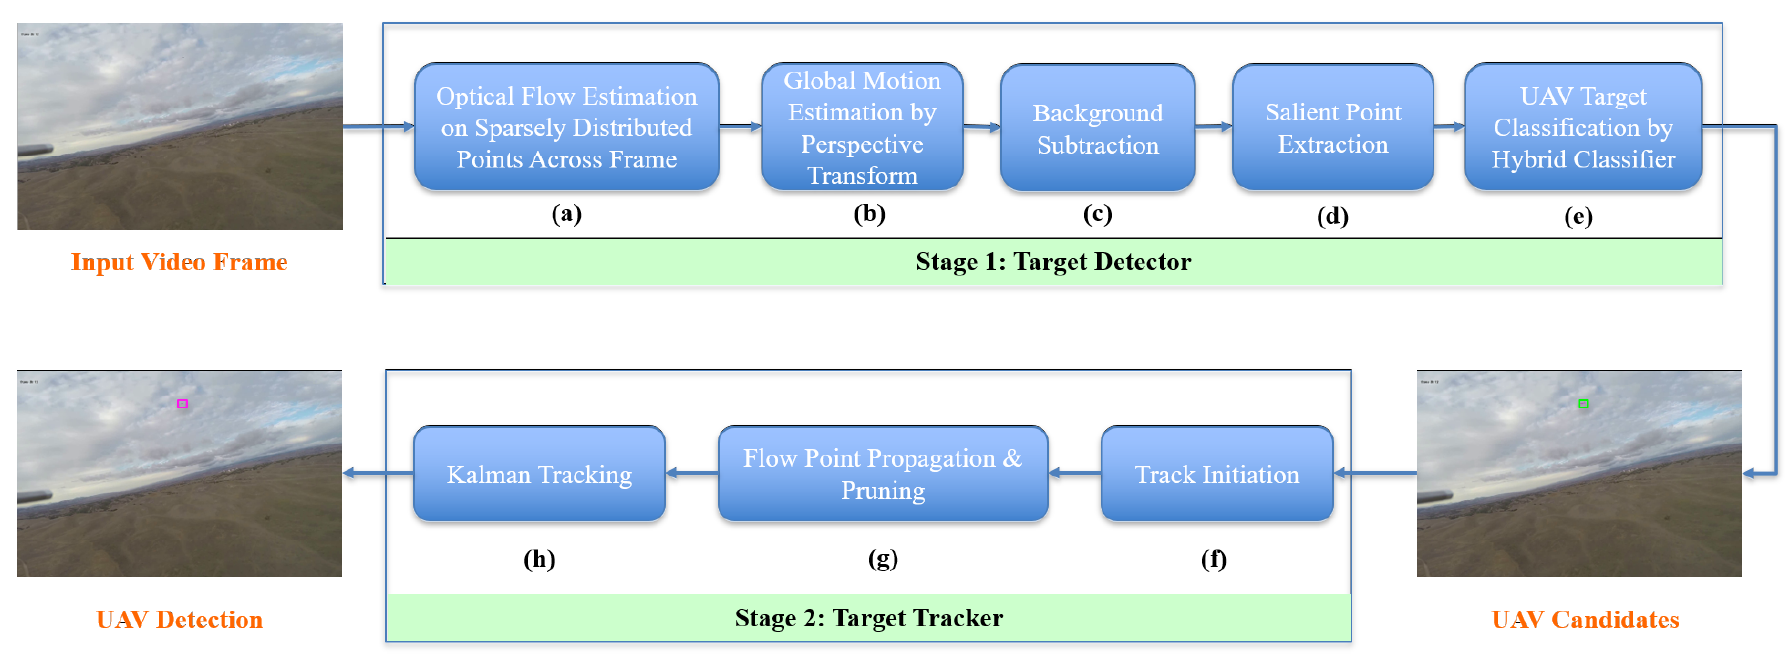 Optical Flow Estimation
on Sparsely Distributed
Points Across Frame
(a)
Global Motion
Estimation by
Perspective
Transform
(b)
Background
Subtraction
(c)
Salient Point
Extraction
(d)
UAV Target
Classification by
Hybrid Classifier
(e)
Input Video Frame
Stage 1: Target Detector
UAV Candidates
Track Initiation
(f)
Flow Point Propagation &
Pruning
(g)
Kalman Tracking
(h)
Stage 2: Target Tracker
UAV Detection